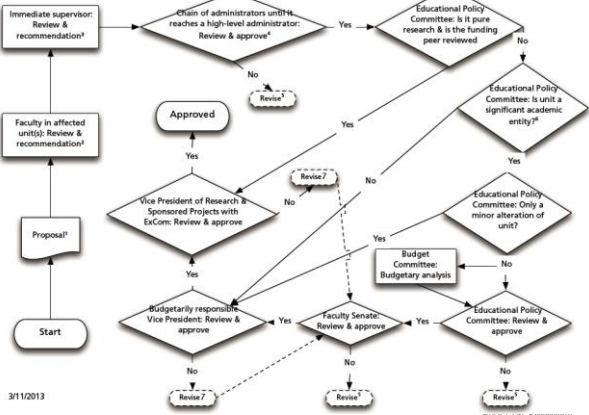 Immediate supervisor:
Review &
recommendation²
Chain of administrators until it
reaches a high-level administrator:
Review & approve⁴
Yes
Educational Policy
Committee: Is it pure
research & is the funding
peer reviewed
No
No
Revise⁵
Educational Policy
Committee: Is unit a
significant academic
entity?⁶
Approved
Faculty in affected
unit(s): Review &
recommendation²
Yes
Yes
Yes
Revise7
No
No
Vice President of Research &
Sponsored Projects with
ExCom: Review & approve
Educational Policy
Committee: Only a
minor alteration of
unit?
Proposal¹
Yes
Budget
Committee:
Budgetary analysis
No
Yes
Start
Budgetarily responsible
Vice President: Review &
approve
Yes
Faculty Senate:
Review & approve
Yes
Educational Policy
Committee: Review &
approve
No
No
No
3/11/2013
Revise7
Revise⁵
Revise⁵